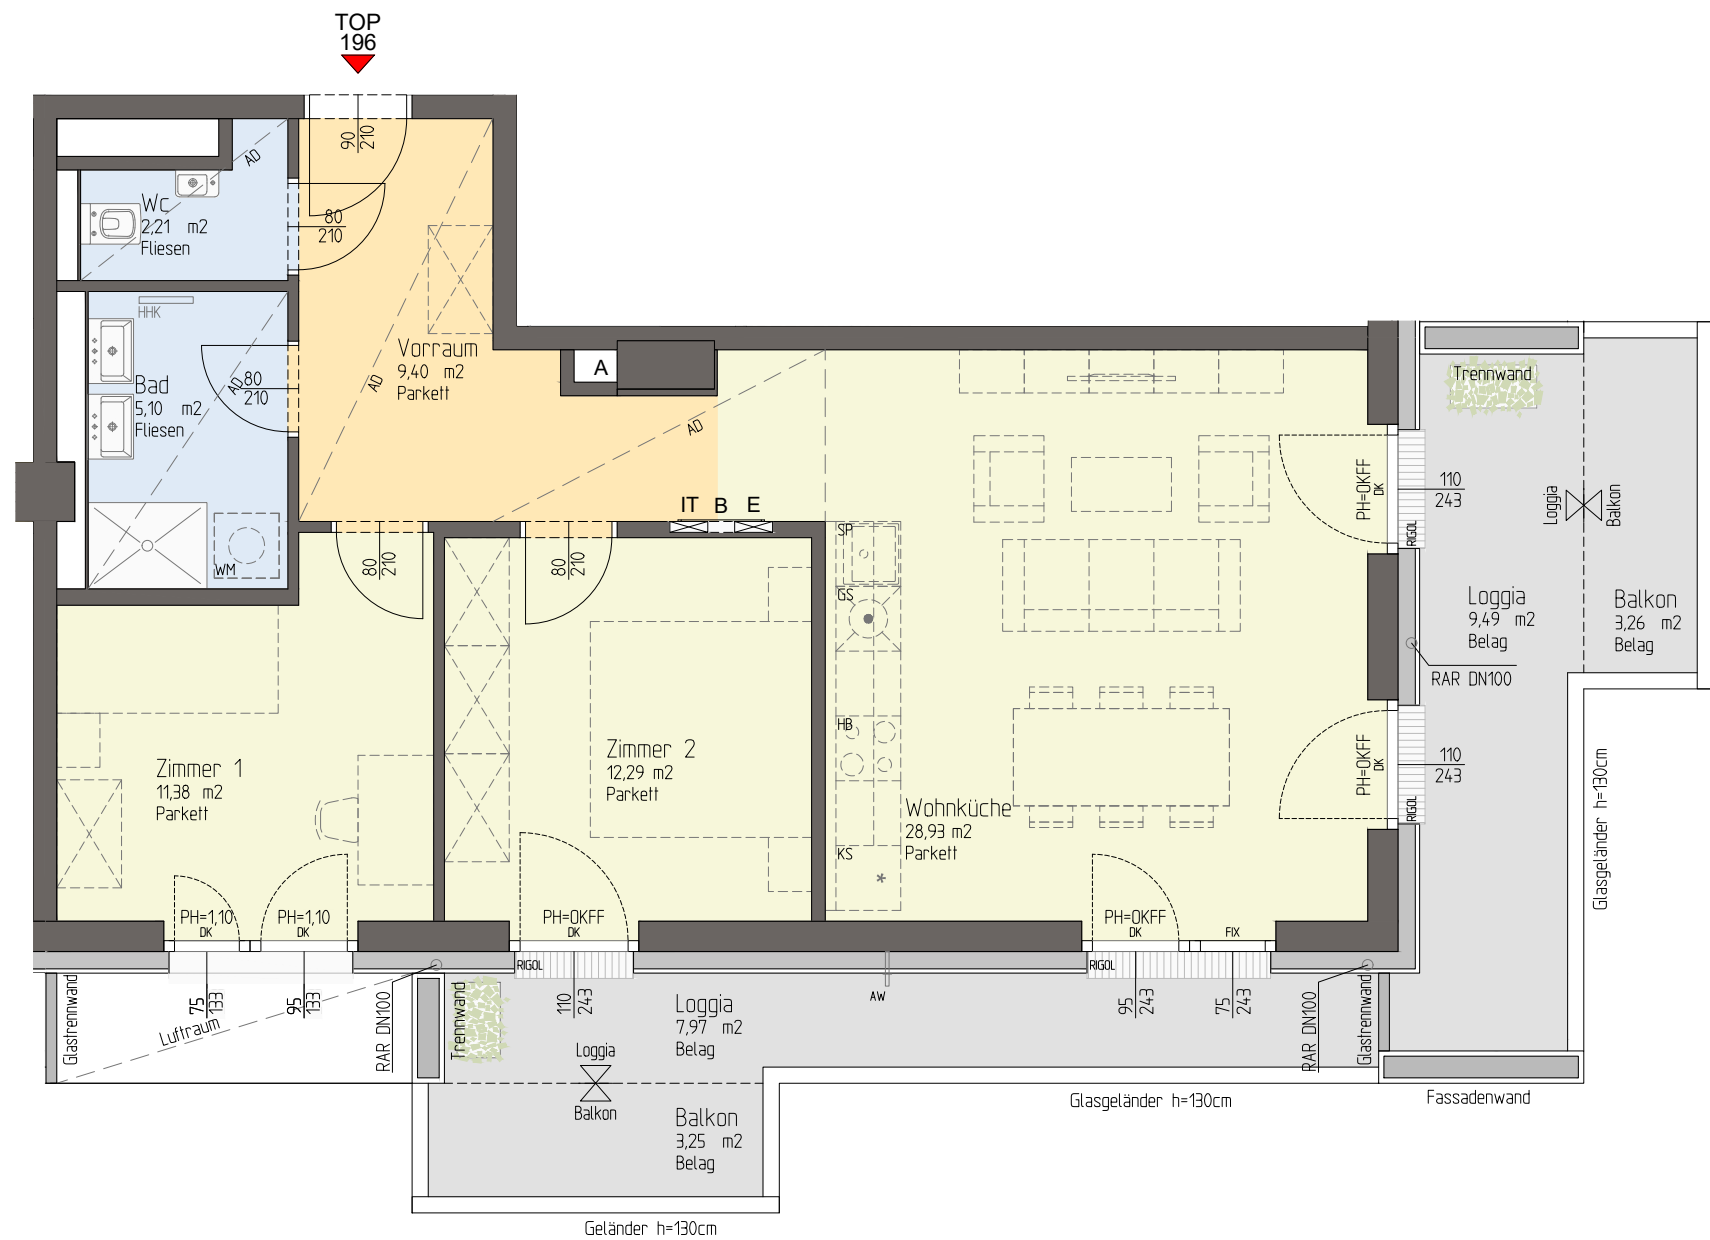 TOP
196
90
210
AD
Wc
2,21 m2
Fliesen
80
210
HHK
Bad
5,10 m2
Fliesen
AD
80
210
WM
Vorraum
9,40 m2
Parkett
AD
A
AD
IT
B
E
80
210
80
210
SP
GS
HB
KS
*
Zimmer 1
11,38 m2
Parkett
Zimmer 2
12,29 m2
Parkett
Wohnküche
28,93 m2
Parkett
PH=OKFF
DK
RIGOL
110
243
PH=OKFF
DK
RIGOL
110
243
Trennwand
Loggia
Balkon
Loggia
9,49 m2
Belag
Balkon
3,26 m2
Belag
RAR DN100
Glasgeländer h=130cm
PH=1,10
DK
PH=1,10
DK
PH=OKFF
DK
PH=OKFF
DK
FIX
RIGOL
RIGOL
75
133
95
133
110
243
95
243
75
243
AW
Glastrennwand
Luftraum
RAR DN100
Trennwand
Loggia
7,97 m2
Belag
Loggia
Balkon
Balkon
3,25 m2
Belag
RAR DN100
Glastrennwand
Glasgeländer h=130cm
Fassadenwand
Geländer h=130cm